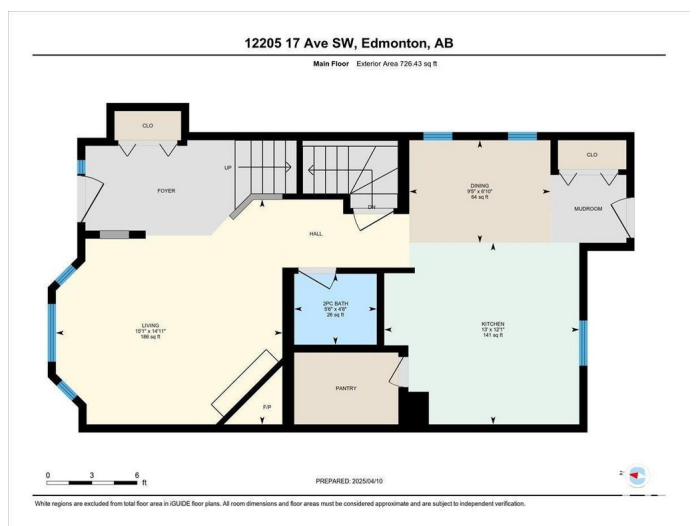 12205 17 Ave SW, Edmonton, AB
Main Floor Exterior Area 726.43 sq ft
CLO
CLO
UP
FOYER
DINING
9'5" x 6'10"
64 sq ft
MUDROOM
DN
HALL
2PC BATH
5'6" x 4'8"
26 sq ft
LIVING
15'1" x 14'11"
186 sq ft
KITCHEN
13' x 12'1"
141 sq ft
PANTRY
F/P
0 3 6
ft
PREPARED: 2025/04/10
White regions are excluded from total floor area in iGUIDE floor plans. All room dimensions and floor areas must be considered approximate and are subject to independent verification.